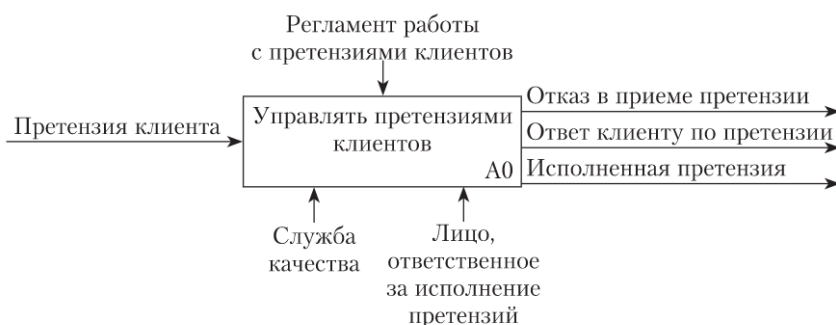 Регламент работы
с претензиями клиентов
Претензия клиента
Управлять претензиями
клиентов
А0
Отказ в приеме претензии
Ответ клиенту по претензии
Исполненная претензия
Служба
качества
Лицо,
ответственное
за исполнение
претензий